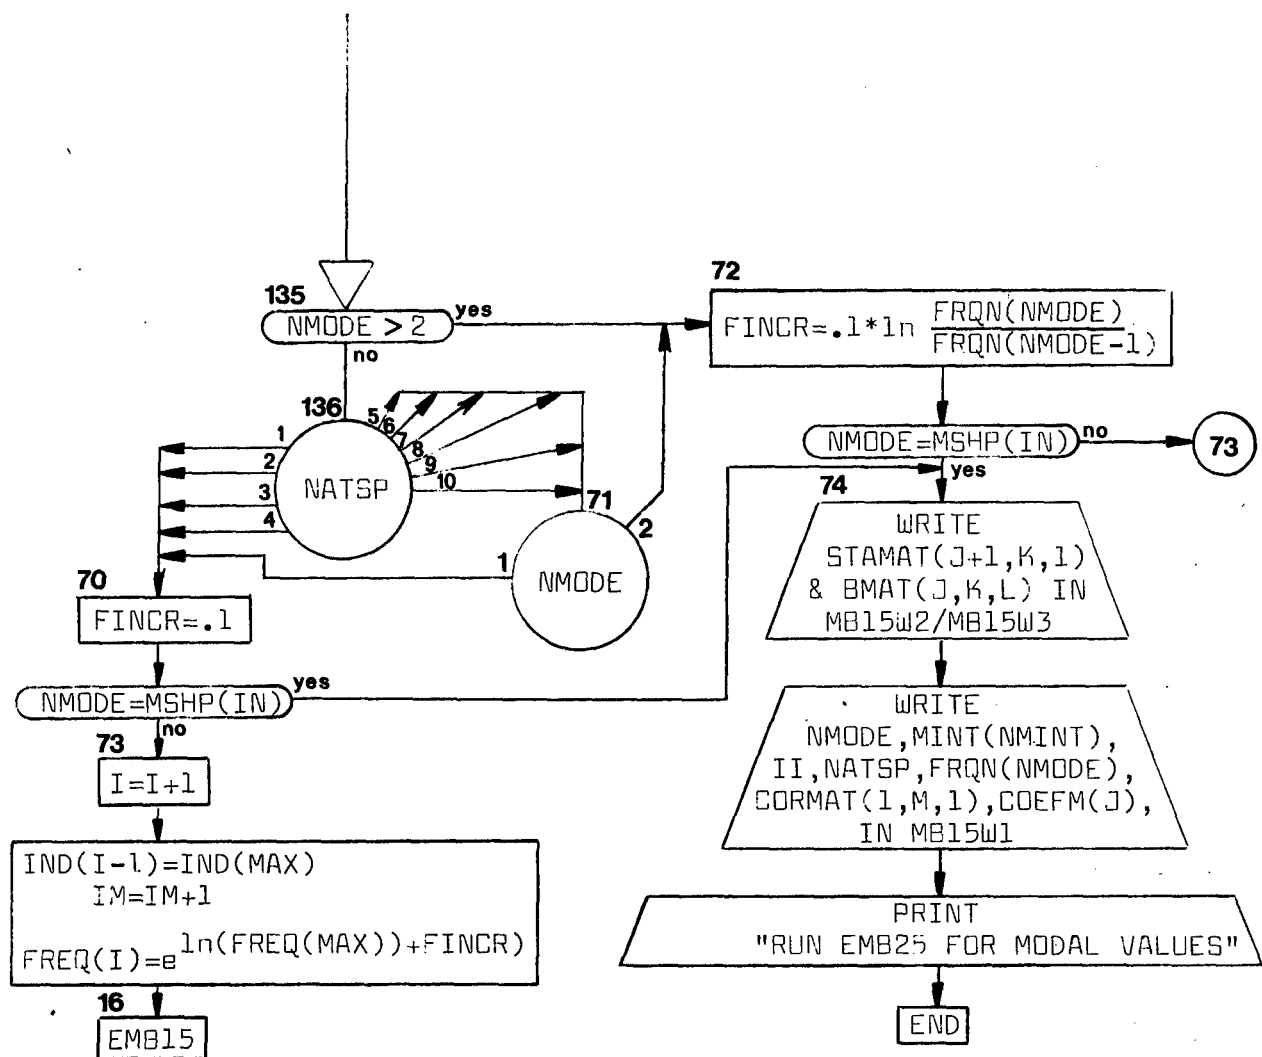 135
NMODE > 2
yes
no
72
FINCR=.1*ln FRQN(NMODE)
FRQN(NMODE-1)
136
NATSP
1
2
3
4
5
6
7
8
9
10
71
NMODE
1
2
NMODE=MSHP(IN)
no
73
yes
74
WRITE
STAMAT(J+1,K,1)
& BMAT(J,K,L) IN
MB15W2/MB15W3
70
FINCR=.1
NMODE=MSHP(IN)
yes
no
73
I=I+1
WRITE
NMODE,MINT(NMINT),
II,NATSP,FRQN(NMODE),
CORMAT(1,M,1),COEFM(J),
IN MB15W1
IND(I-1)=IND(MAX)
IM=IM+1
FREQ(I)=e ln(FREQ(MAX))+FINCR)
PRINT
"RUN EMB25 FOR MODAL VALUES"
16
EMB15
END